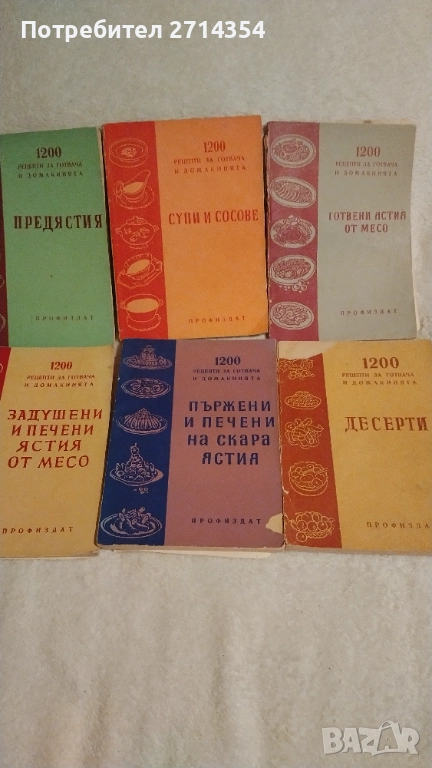 Потребител 2714354
1200
РЕЦЕПТИ ЗА ГОТВАЧА
И ДОМАКИНЯТА
ПРЕДЯСТИЯ
ПРОФИЗДАТ
1200
РЕЦЕПТИ ЗА ГОТВАЧА
И ДОМАКИНЯТА
СУПИ И СОСОВЕ
ПРОФИЗДАТ
1200
РЕЦЕПТИ ЗА ГОТВАЧА
И ДОМАКИНЯТА
ГОТВЕНИ ЯСТИЯ
ОТ МЕСО
ПРОФИЗДАТ
1200
РЕЦЕПТИ ЗА ГОТВАЧА
И ДОМАКИНЯТА
ЗАДУШЕНИ
И ПЕЧЕНИ
ЯСТИЯ
ОТ МЕСО
ПРОФИЗДАТ
1200
РЕЦЕПТИ ЗА ГОТВАЧА
И ДОМАКИНЯТА
ПЪРЖЕНИ
И ПЕЧЕНИ
НА СКАРА
ЯСТИЯ
ПРОФИЗДАТ
1200
РЕЦЕПТИ ЗА ГОТВАЧА
И ДОМАКИНЯТА
ДЕСЕРТИ
ПРОФИЗДАТ
BAZAR